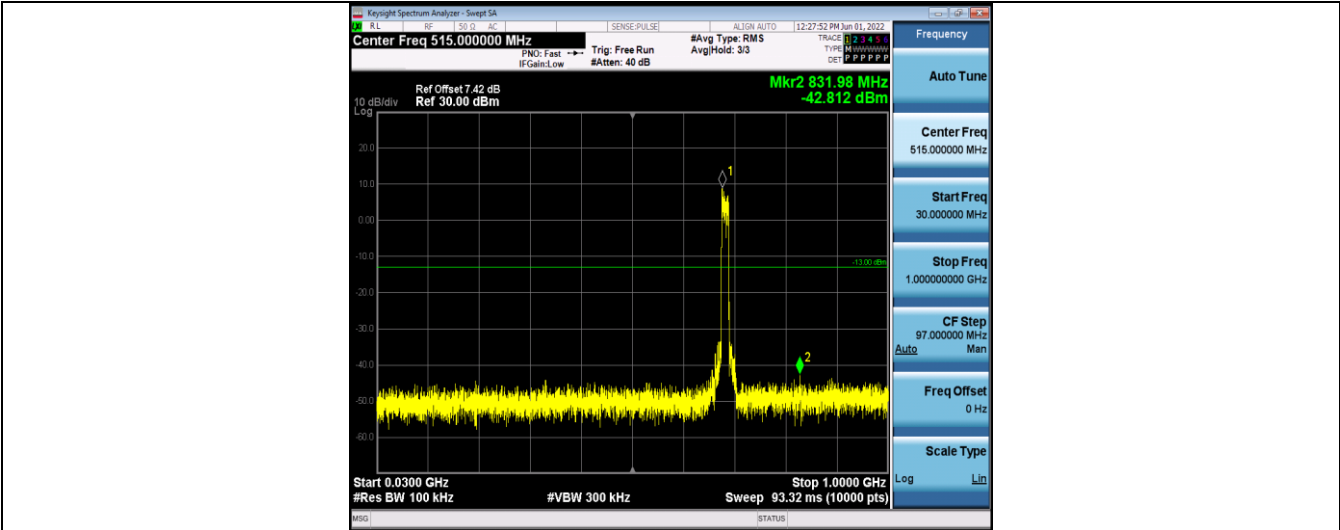 Keysight Spectrum Analyzer - Swept SA
RL RF 50 Ω AC SENSE:PULSE ALIGN AUTO 12:27:52 PM Jun 01, 2022
Center Freq 515.000000 MHz
PNO: Fast
IFGain:Low
Trig: Free Run
#Atten: 40 dB
#Avg Type: RMS
Avg|Hold: 3/3
TRACE 1 2 3 4 5 6
TYPE M WWWWW
DET P P P P P P
Mkr2 831.98 MHz
-42.812 dBm
Ref Offset 7.42 dB
10 dB/div Ref 30.00 dBm
Log
20.0
10.0
0.00
-10.0
-20.0
-30.0
-40.0
-50.0
-60.0
1
-13.00 dBm
2
Start 0.0300 GHz Stop 1.0000 GHz
#Res BW 100 kHz #VBW 300 kHz Sweep 93.32 ms (10000 pts)
MSG STATUS
Frequency
Auto Tune
Center Freq
515.000000 MHz
Start Freq
30.000000 MHz
Stop Freq
1.000000000 GHz
CF Step
97.000000 MHz
Auto Man
Freq Offset
0 Hz
Scale Type
Log Lin